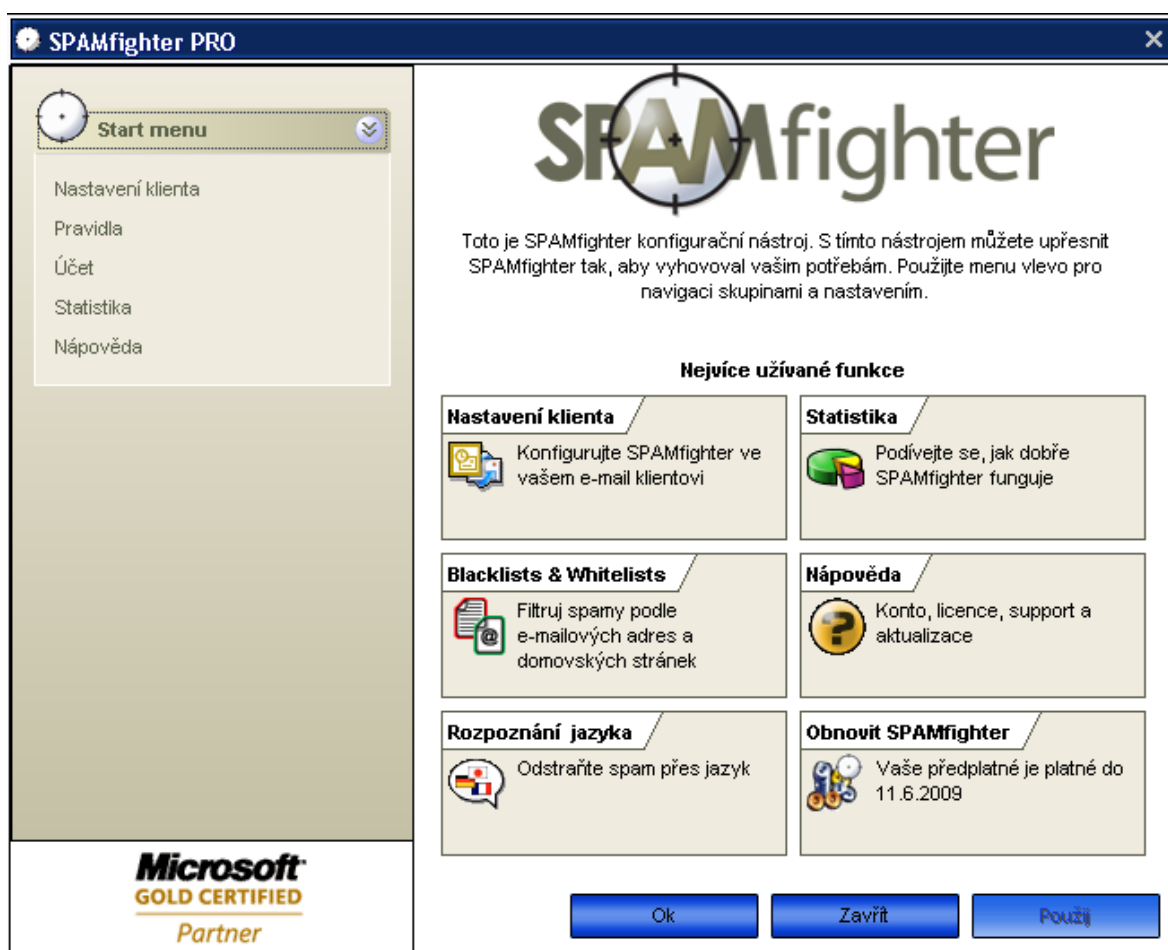 SPAMfighter PRO
Start menu
Nastavení klienta
Pravidla
Účet
Statistika
Nápověda
Microsoft
GOLD CERTIFIED
Partner
SPAMfighter
Toto je SPAMfighter konfigurační nástroj. S tímto nástrojem můžete upřesnit
SPAMfighter tak, aby vyhovoval vašim potřebám. Použijte menu vlevo pro
navigaci skupinami a nastavením.
Nejvíce užívané funkce
Nastavení klienta
Konfigurujte SPAMfighter ve
vašem e-mail klientovi
Statistika
Podívejte se, jak dobře
SPAMfighter funguje
Blacklists & Whitelists
Filtruj spamy podle
e-mailových adres a
domovských stránek
Nápověda
Konto, licence, support a
aktualizace
Rozpoznání jazyka
Odstraňte spam přes jazyk
Obnovit SPAMfighter
Vaše předplatné je platné do
11.6.2009
Ok
Zavřít
Použij